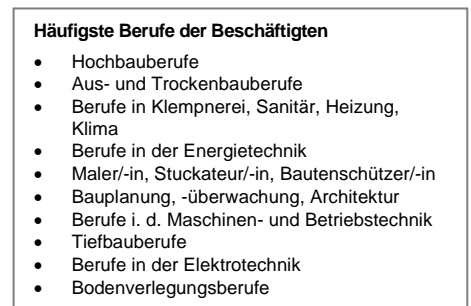 Häufigste Berufe der Beschäftigten
• Hochbauberufe
• Aus- und Trockenbauberufe
• Berufe in Klempnerei, Sanitär, Heizung,
Klima
• Berufe in der Energietechnik
• Maler/-in, Stuckateur/-in, Bautenschützer/-in
• Bauplanung, -überwachung, Architektur
• Berufe i. d. Maschinen- und Betriebstechnik
• Tiefbauberufe
• Berufe in der Elektrotechnik
• Bodenverlegungsberufe